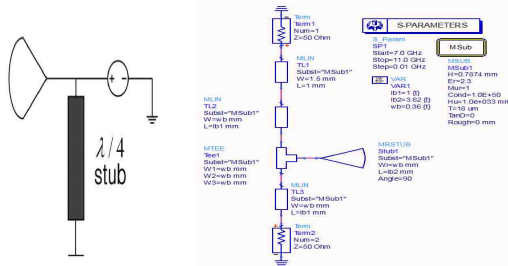 λ/4
stub
Term
Term1
Num=1
Z=50 Ohm
MLIN
TL1
Subst="MSub1"
W=1.5 mm
L=1 mm
MLIN
TL2
Subst="MSub1"
W=wb mm
L=lb1 mm
MTEE
Tee1
Subst="MSub1"
W1=wb mm
W2=wb mm
W3=wb mm
MRSTUB
Stub1
Subst="MSub1"
Wi=wb mm
L=lb2 mm
Angle=90
MLIN
TL3
Subst="MSub1"
W=wb mm
L=lb1 mm
Term
Term2
Num=2
Z=50 Ohm
S-PARAMETERS
S_Param
SP1
Start=7.0 GHz
Stop=11.0 GHz
Step=0.01 GHz
VAR
VAR1
lb1=1 {t}
lb2=3.62 {t}
wb=0.36 {t}
MSub
MSUB
MSub1
H=0.7874 mm
Er=2.3
Mur=1
Cond=1.0E+50
Hu=1.0e+033 mm
T=18 um
TanD=0
Rough=0 mm